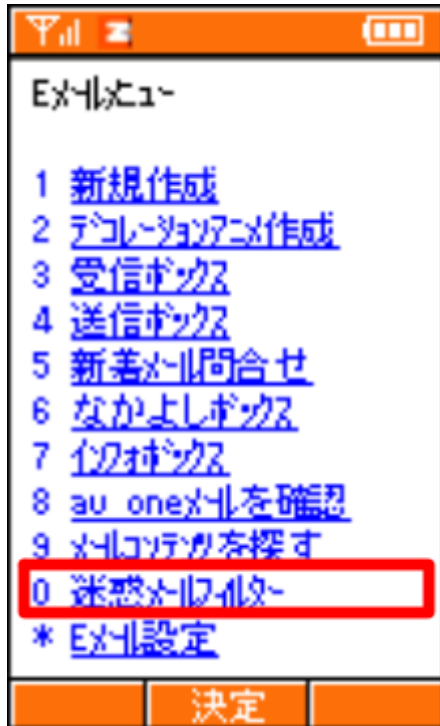 Eﾒｰﾙﾒﾆｭｰ
1 新規作成
2 ﾃﾞｺﾚｰｼｮﾝｱﾆﾒ作成
3 受信ﾎﾞｯｸｽ
4 送信ﾎﾞｯｸｽ
5 新着ﾒｰﾙ問合せ
6 なかよしﾎﾞｯｸｽ
7 ｲﾝﾌｫﾎﾞｯｸｽ
8 au oneﾒｰﾙを確認
9 ﾒｰﾙｺﾝﾃﾝﾂを探す
0 迷惑ﾒｰﾙﾌｨﾙﾀｰ
* Eﾒｰﾙ設定
決定